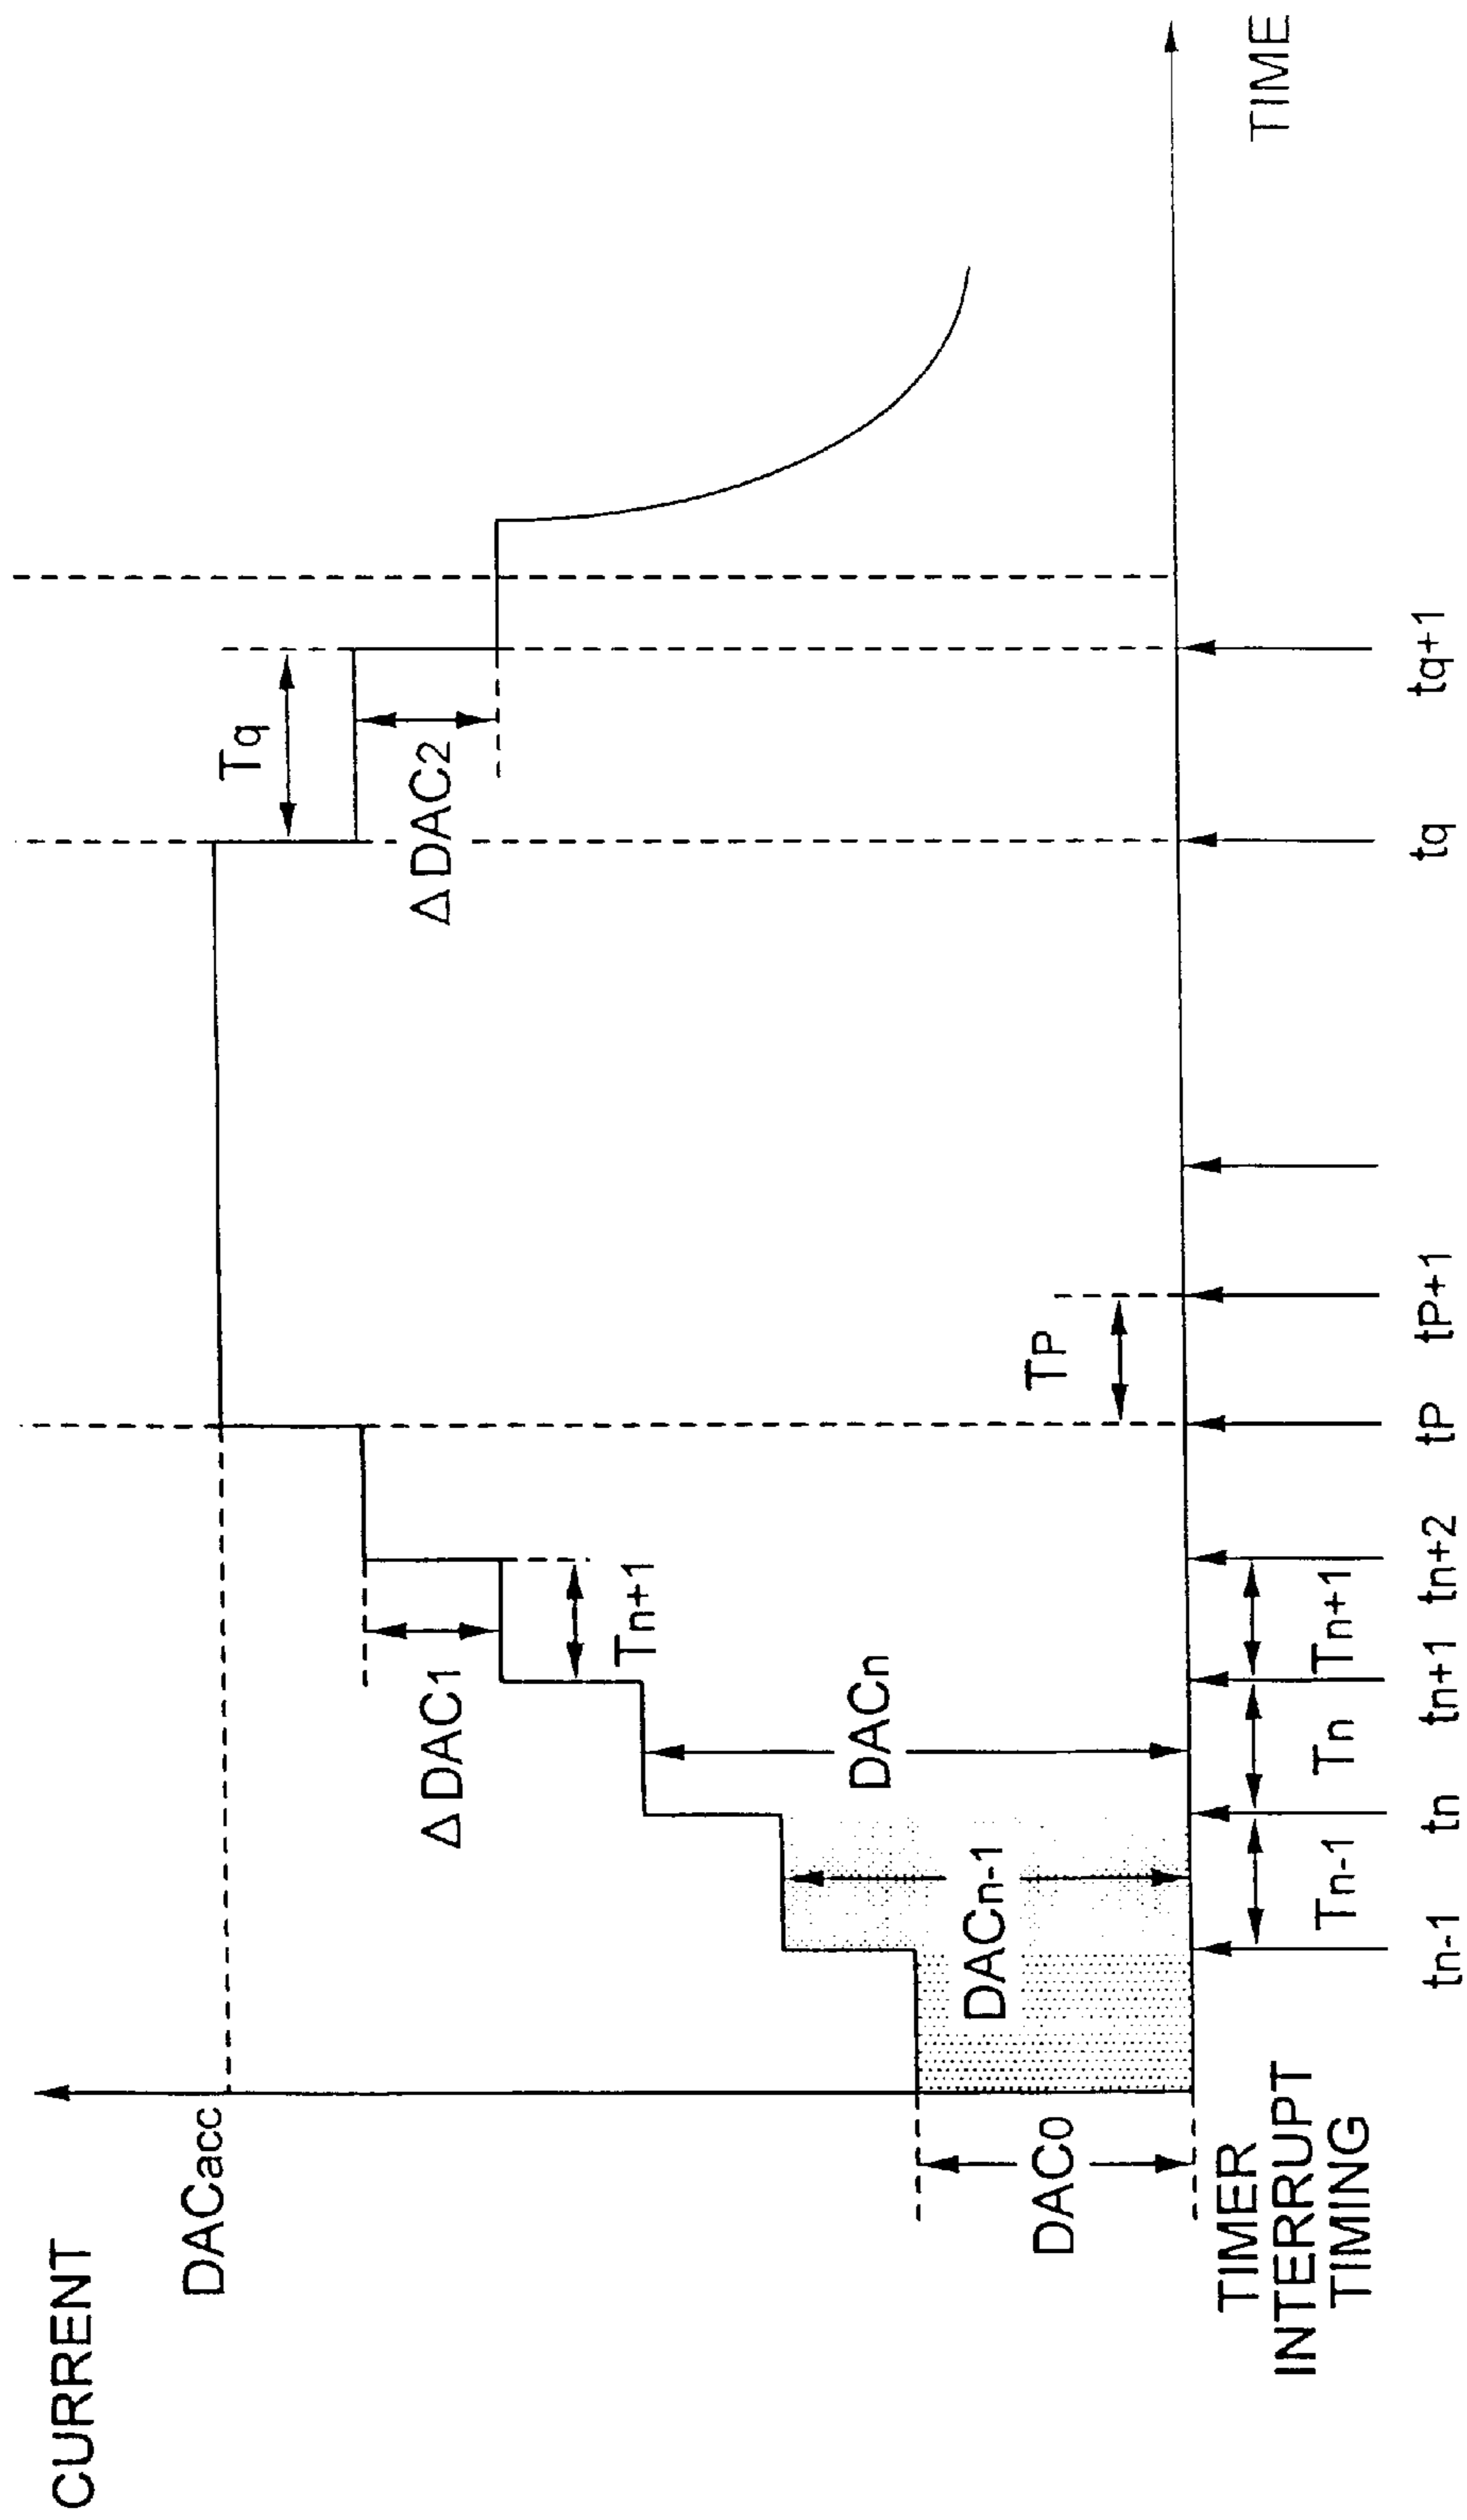 CURRENT
DACacc
Tq
ΔDAC2
ΔDAC1
Tn+1
DACn
DACn-1
DAC0
TP
TIME
TIMER
INTERRUPT
TIMING
Tn-1
Tn
Tn+1
tn-1
tn
tn+1
tn+2
tP
tP+1
tq
tq+1